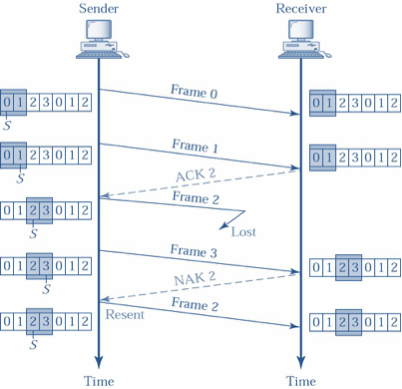 Sender
Receiver
Frame 0
0 1 2 3 0 1 2
0 1 2 3 0 1 2
S
Frame 1
0 1 2 3 0 1 2
0 1 2 3 0 1 2
S
ACK 2
Frame 2
0 1 2 3 0 1 2
S
Lost
Frame 3
0 1 2 3 0 1 2
0 1 2 3 0 1 2
S
NAK 2
Frame 2
Resent
0 1 2 3 0 1 2
0 1 2 3 0 1 2
S
Time
Time